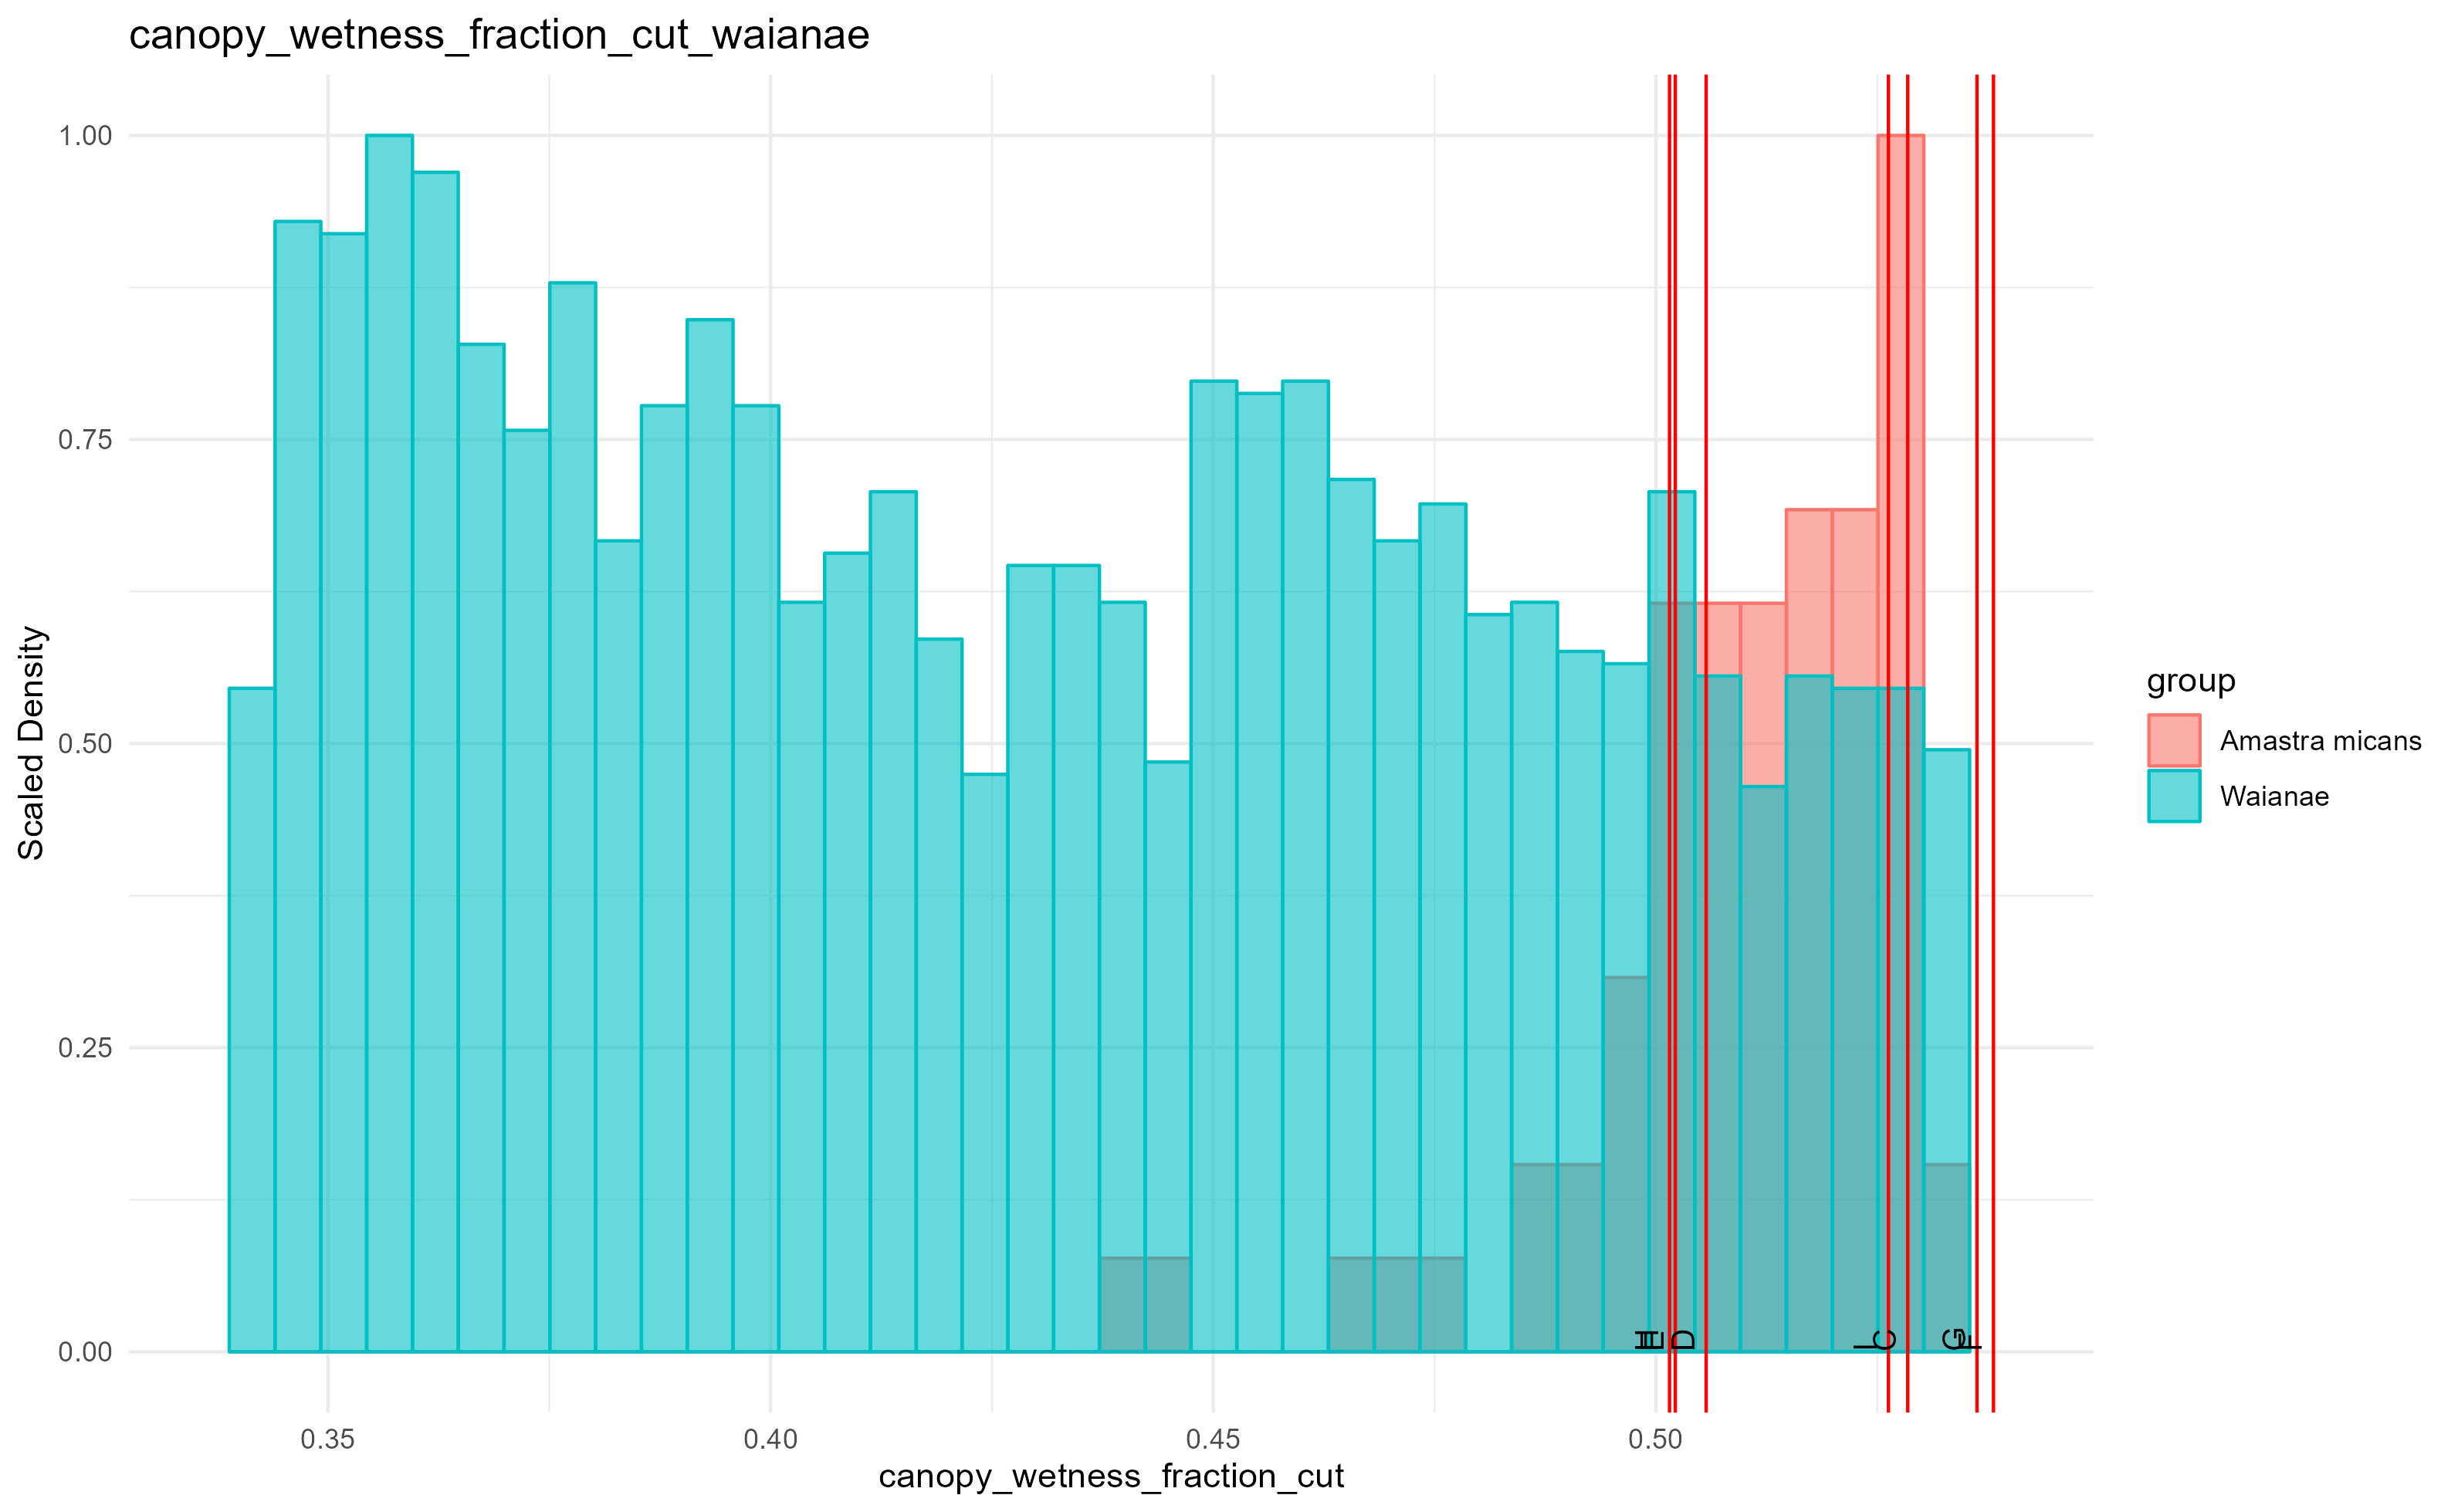 canopy_wetness_fraction_cut_waianae
1.00
0.75
0.50
0.25
0.00
Scaled Density
D
C
G
F
0.35
0.40
0.45
0.50
canopy_wetness_fraction_cut
group
Amastra micans
Waianae